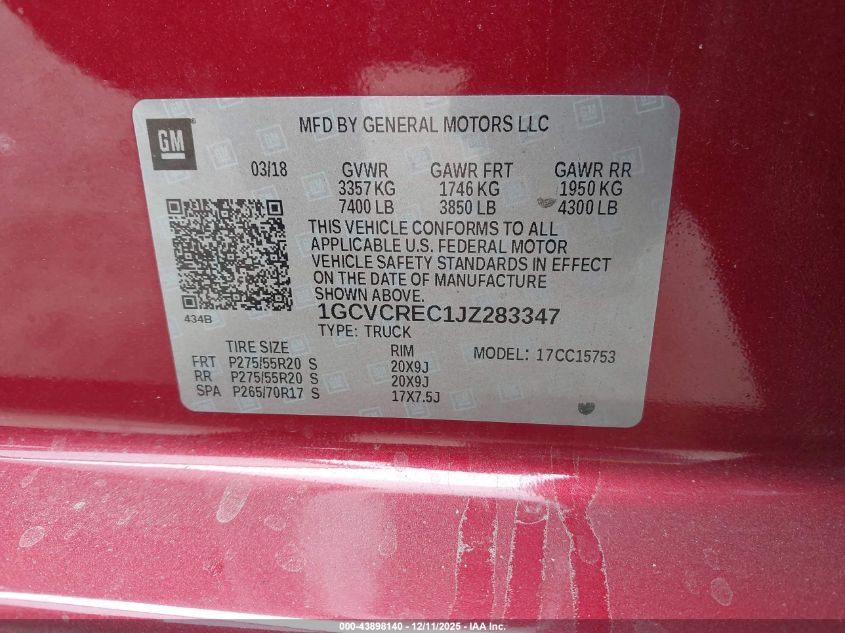 GM
MFD BY GENERAL MOTORS LLC
03/18 GVWR GAWR FRT GAWR RR
3357 KG 1746 KG 1950 KG
7400 LB 3850 LB 4300 LB
THIS VEHICLE CONFORMS TO ALL
APPLICABLE U.S. FEDERAL MOTOR
VEHICLE SAFETY STANDARDS IN EFFECT
ON THE DATE OF MANUFACTURE
SHOWN ABOVE.
434B
1GCVCREC1JZ283347
TYPE: TRUCK
TIRE SIZE RIM MODEL: 17CC15753
FRT P275/55R20 S 20X9J
RR P275/55R20 S 20X9J
SPA P265/70R17 S 17X7.5J
000-43898140 - 12/11/2025 - IAA Inc.